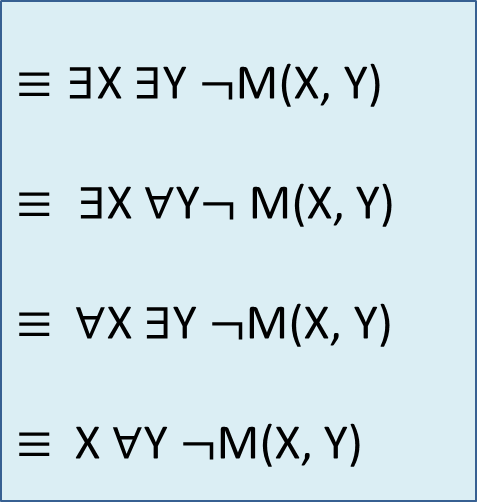 ≡ ∃X ∃Y ¬M(X, Y)
≡ ∃X ∀Y¬ M(X, Y)
≡ ∀X ∃Y ¬M(X, Y)
≡ X ∀Y ¬M(X, Y)